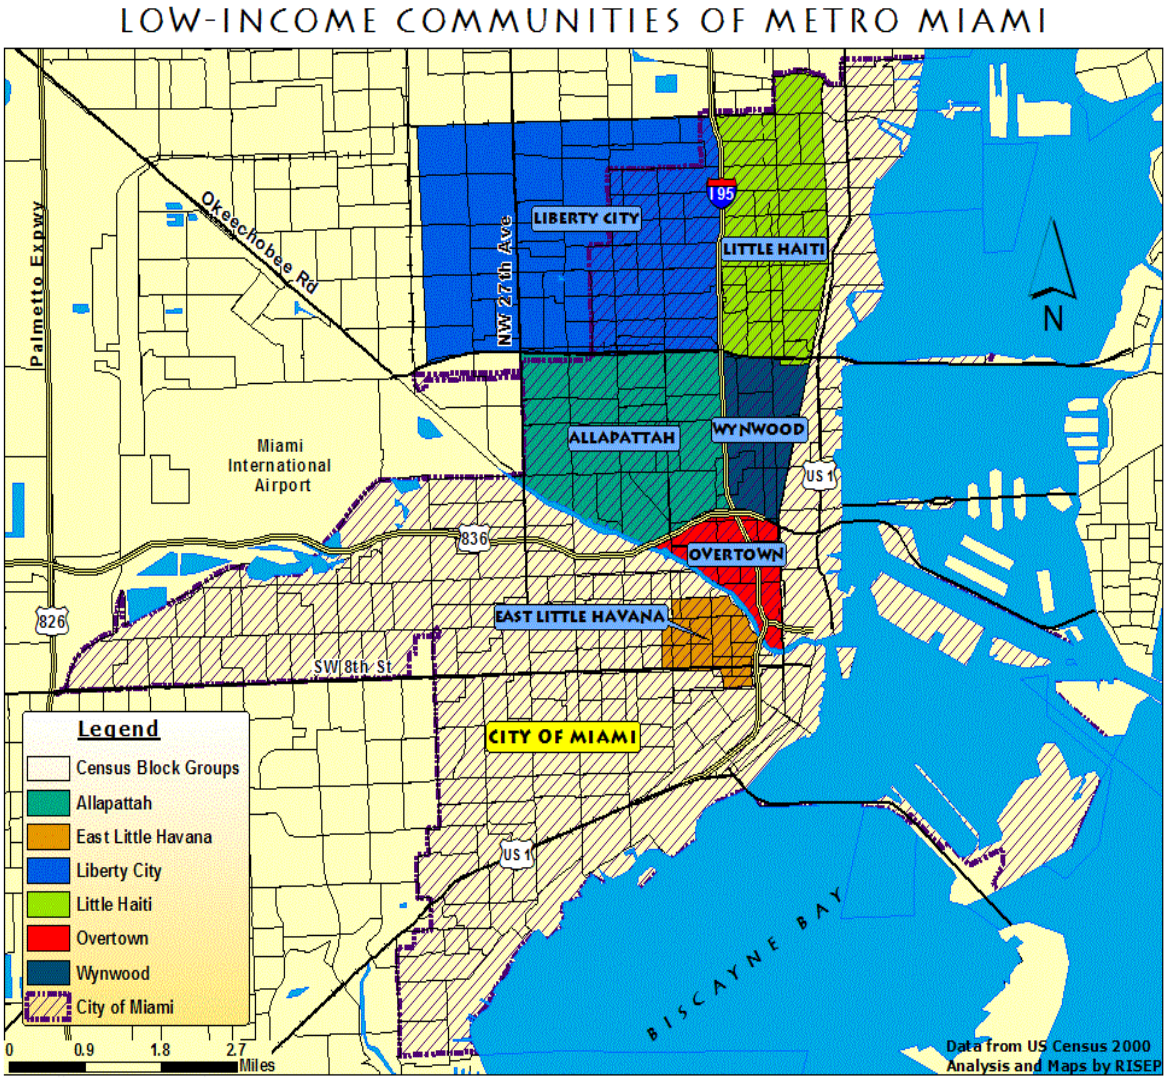 LOW-INCOME COMMUNITIES OF METRO MIAMI
Palmetto Expwy
Okeechobee Rd
NW 27th Ave
LIBERTY CITY
I 95
LITTLE HAITI
N
Miami
International
Airport
ALLAPATTAH
WYNWOOD
US 1
836
OVERTOWN
826
EAST LITTLE HAVANA
SW 8th St
CITY OF MIAMI
US 1
BISCAYNE BAY
Legend
Census Block Groups
Allapattah
East Little Havana
Liberty City
Little Haiti
Overtown
Wynwood
City of Miami
0 0.9 1.8 2.7
Miles
Data from US Census 2000
Analysis and Maps by RISEP